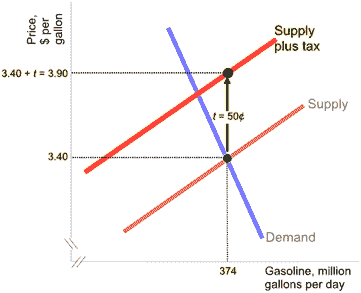 Price,
$ per
gallon
Supply
plus tax
3.40 + t = 3.90
Supply
t = 50¢
3.40
Demand
374
Gasoline, million
gallons per day